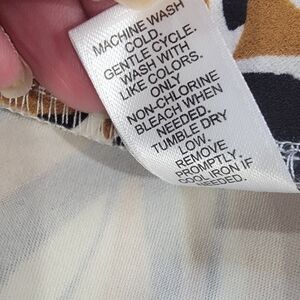 MACHINE WASH
COLD.
GENTLE CYCLE.
WASH WITH
LIKE COLORS.
ONLY
NON-CHLORINE
BLEACH WHEN
NEEDED.
TUMBLE DRY
LOW.
REMOVE
PROMPTLY.
COOL IRON IF
NEEDED.